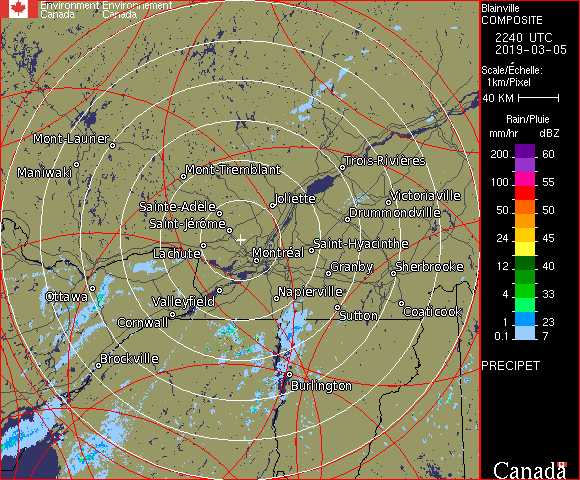 Environment Environnement
Canada Canada
Mont-Laurier
Maniwaki
Mont-Tremblant
Trois-Rivières
Joliette
Victoriaville
Sainte-Adèle
Drummondville
Saint-Jérôme
Saint-Hyacinthe
Lachute
Montréal
Granby
Sherbrooke
Ottawa
Valleyfield
Napierville
Sutton
Coaticook
Cornwall
Brockville
Burlington
Blainville
COMPOSITE
2240 UTC
2019-03-05
Scale/Échelle:
1km/Pixel
40 KM
Rain/Pluie
mm/hr dBZ
200 60
150 57
100 55
50 50
24 45
12 40
4 33
1 23
0.1 7
PRECIPET
Canada